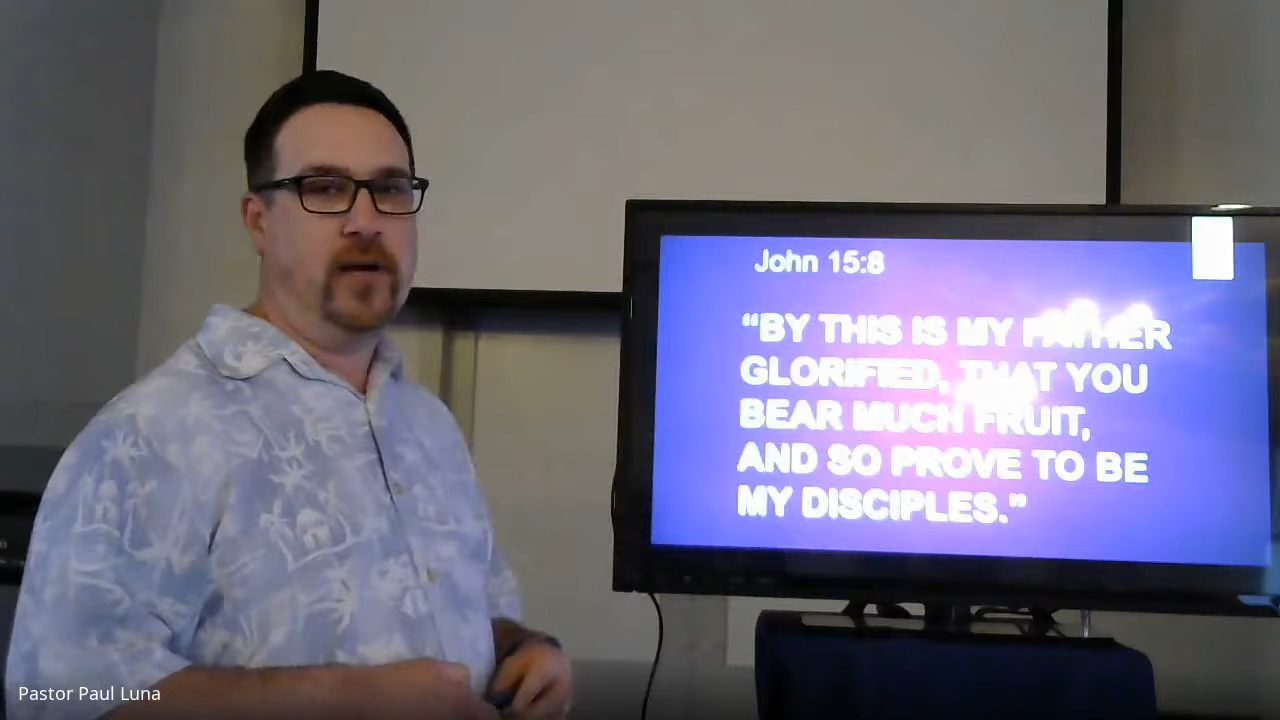 John 15:8
“BY THIS IS MY FATHER
GLORIFIED, THAT YOU
BEAR MUCH FRUIT,
AND SO PROVE TO BE
MY DISCIPLES.”
Pastor Paul Luna